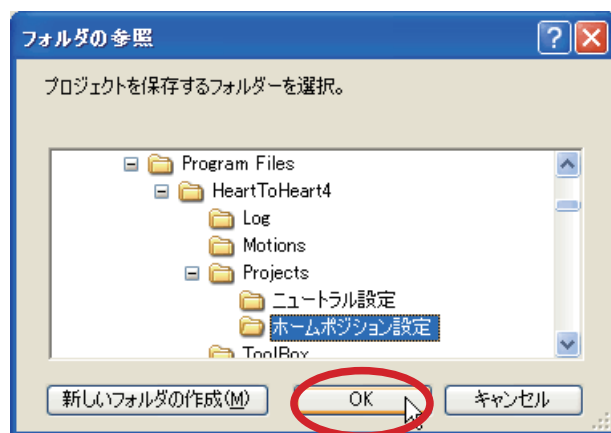 フォルダの参照
プロジェクトを保存するフォルダーを選択。
Program Files
HeartToHeart4
Log
Motions
Projects
ニュートラル設定
ホームポジション設定
ToolBox
新しいフォルダの作成(M) OK キャンセル